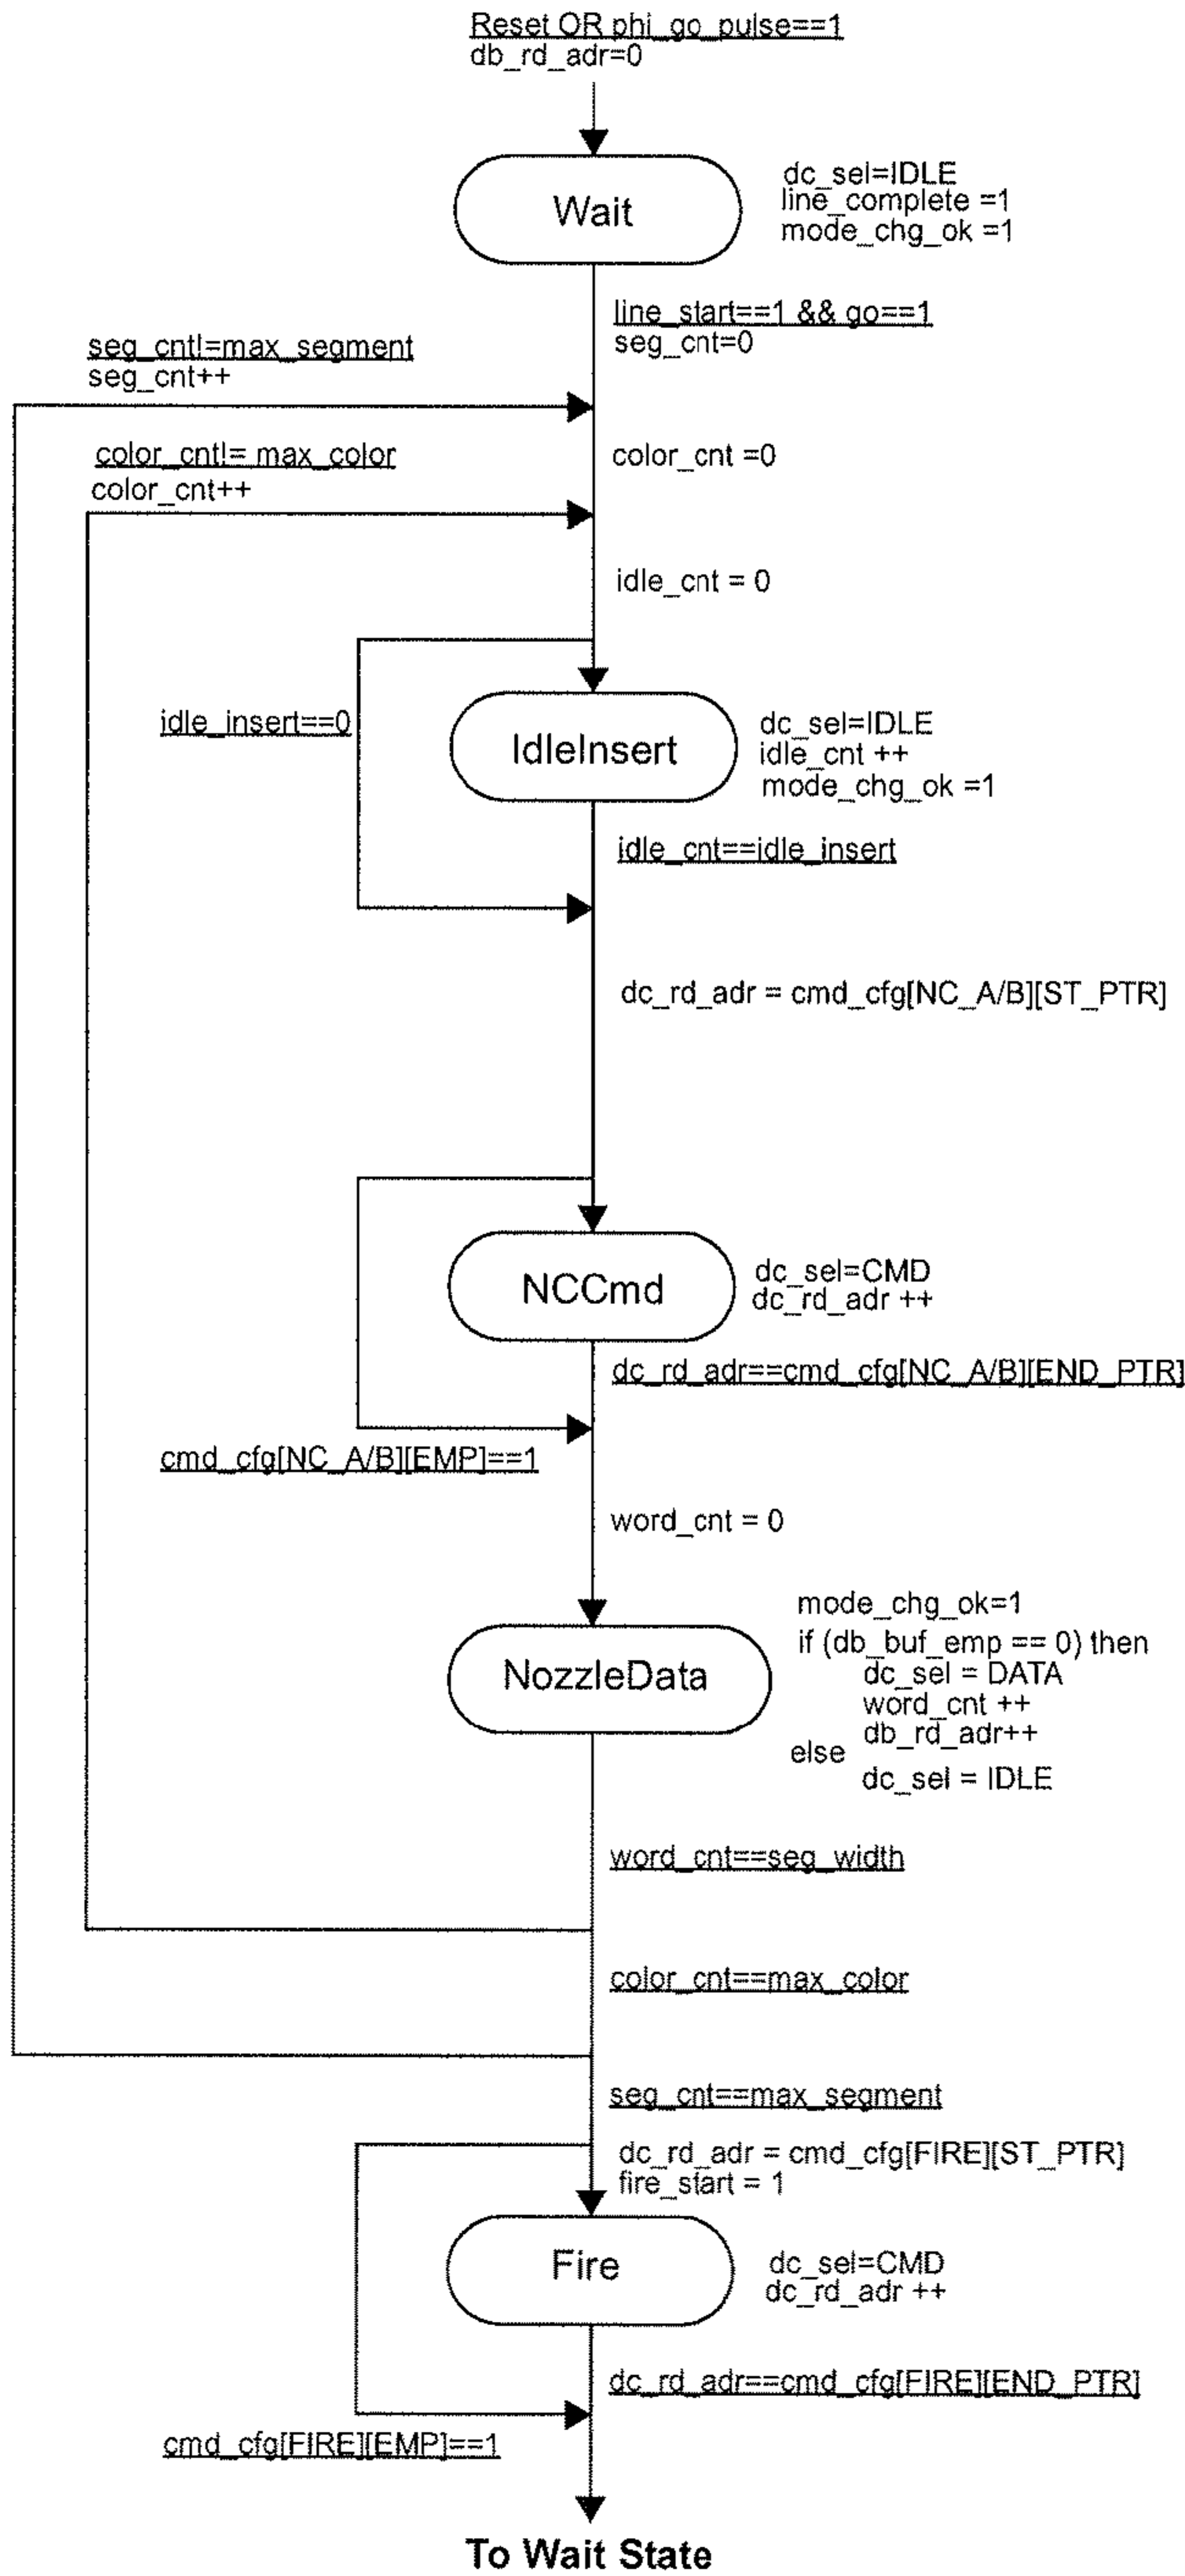 Reset OR phi_go_pulse==1
db_rd_adr=0
Wait
dc_sel=IDLE
line_complete =1
mode_chg_ok =1
line_start==1 && go==1
seg_cnt=0
seg_cnt!=max_segment
seg_cnt++
color_cnt!= max_color
color_cnt++
color_cnt =0
idle_cnt = 0
idle_insert==0
IdleInsert
dc_sel=IDLE
idle_cnt ++
mode_chg_ok =1
idle_cnt==idle_insert
dc_rd_adr = cmd_cfg[NC_A/B][ST_PTR]
NCCmd
dc_sel=CMD
dc_rd_adr ++
dc_rd_adr==cmd_cfg[NC_A/B][END_PTR]
cmd_cfg[NC_A/B][EMP]==1
word_cnt = 0
NozzleData
mode_chg_ok=1
if (db_buf_emp == 0) then
dc_sel = DATA
word_cnt ++
db_rd_adr++
else
dc_sel = IDLE
word_cnt==seg_width
color_cnt==max_color
seg_cnt==max_segment
dc_rd_adr = cmd_cfg[FIRE][ST_PTR]
fire_start = 1
Fire
dc_sel=CMD
dc_rd_adr ++
dc_rd_adr==cmd_cfg[FIRE][END_PTR]
cmd_cfg[FIRE][EMP]==1
To Wait State